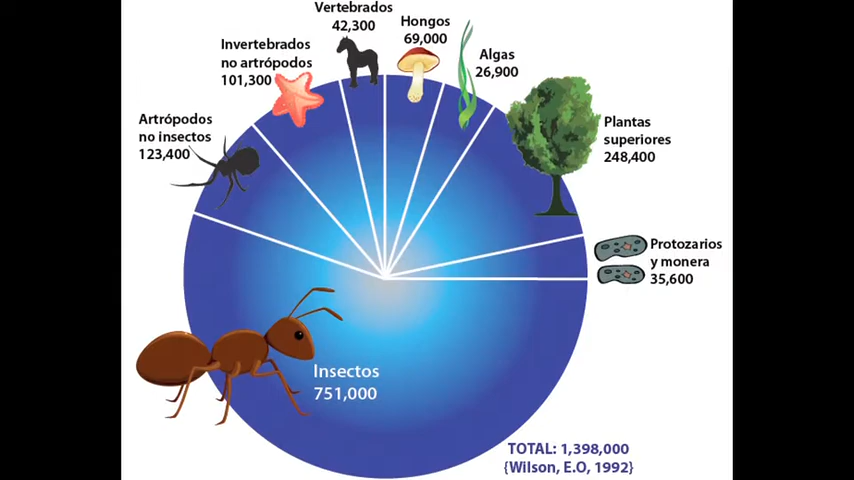 Vertebrados
42,300
Hongos
69,000
Invertebrados
no artrópodos
101,300
Algas
26,900
Artrópodos
no insectos
123,400
Plantas
superiores
248,400
Protozarios
y monera
35,600
Insectos
751,000
TOTAL: 1,398,000
{Wilson, E.O, 1992}